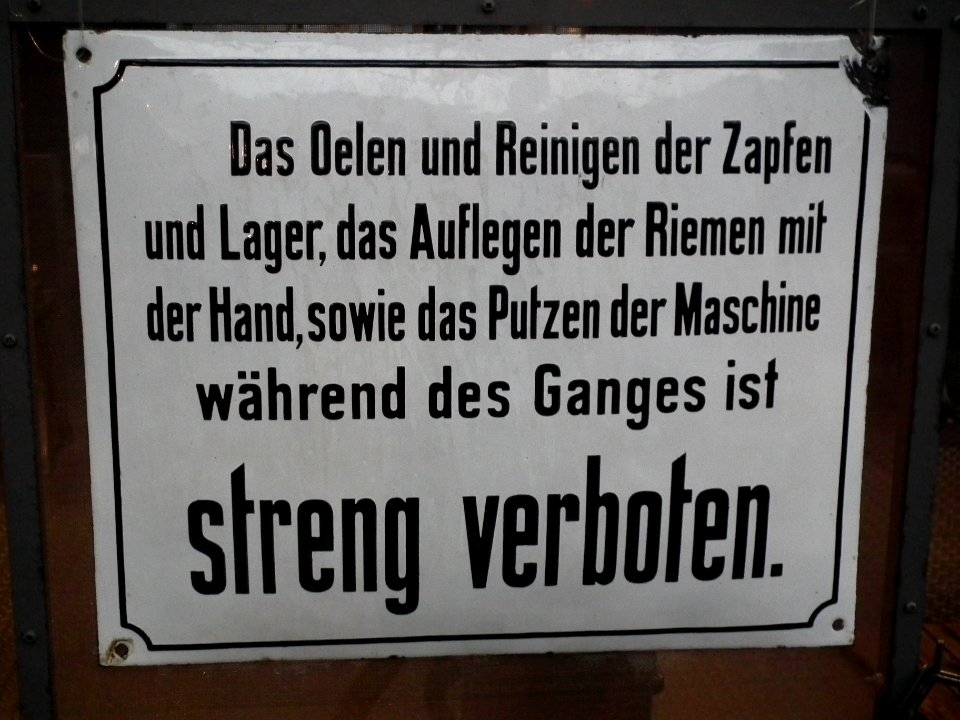 Das Oelen und Reinigen der Zapfen
und Lager, das Auflegen der Riemen mit
der Hand, sowie das Putzen der Maschine
während des Ganges ist
streng verboten.